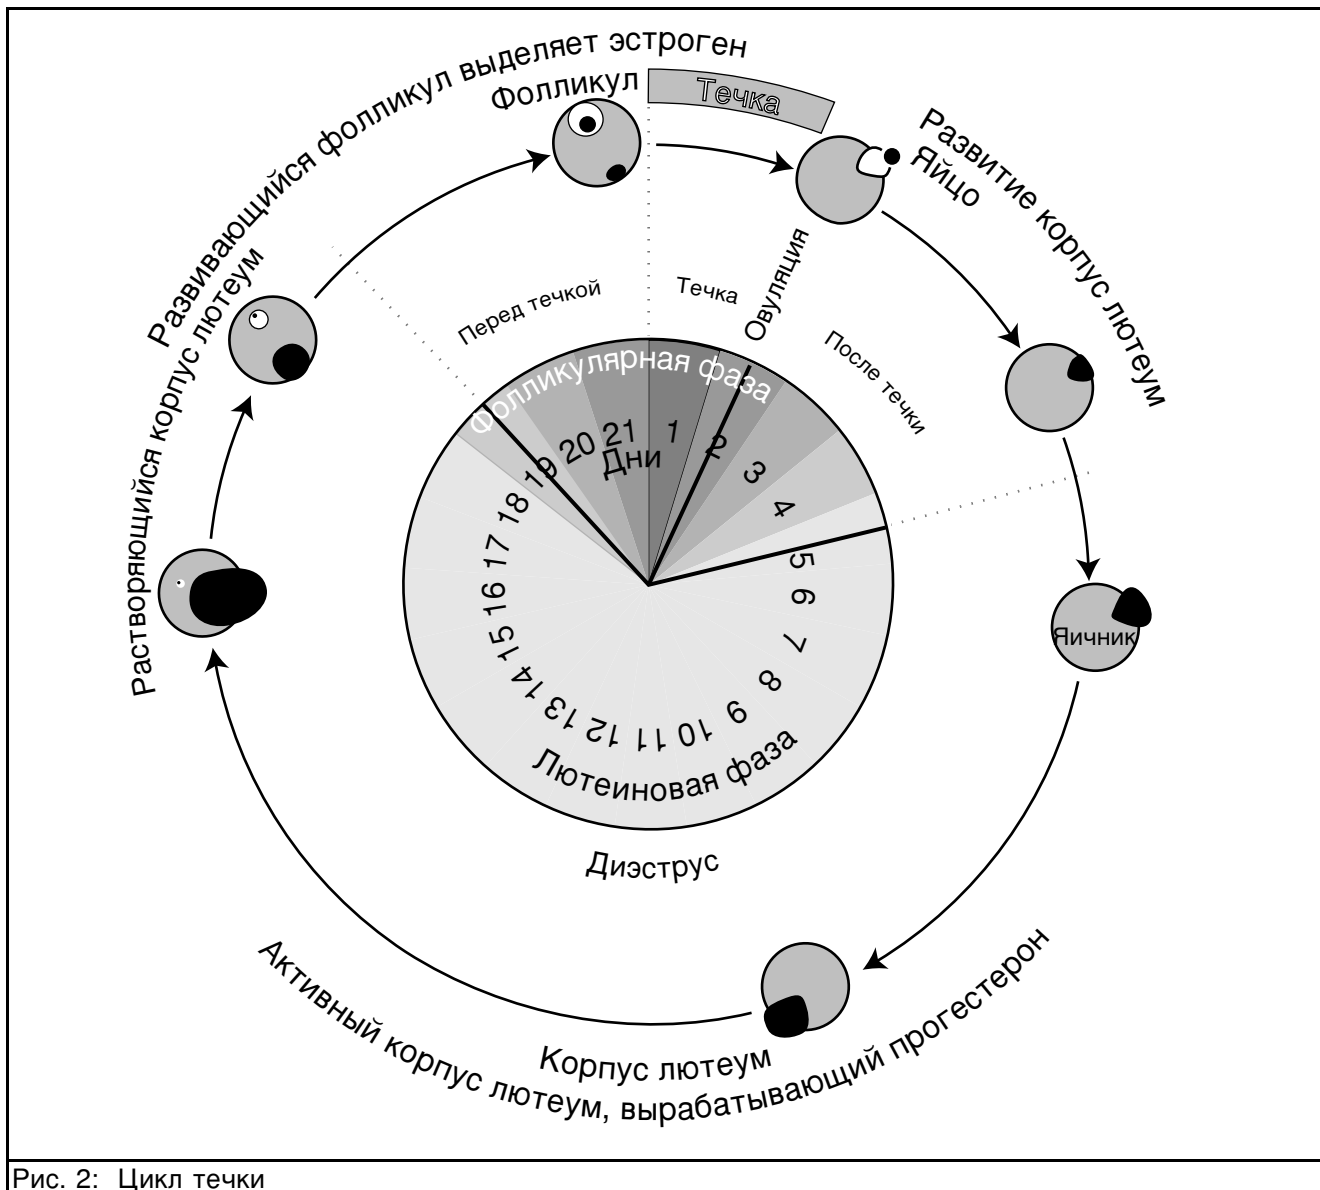 Развивающийся фолликул выделяет эстроген
Фолликул
Течка
Развитие корпус лютеум
Яйцо
Растворяющийся корпус лютеум
Перед течкой
Течка
Овуляция
После течки
Фолликулярная фаза
Дни
1
2
3
4
5
6
7
8
9
10
11
12
13
14
15
16
17
18
19
20
21
Яичник
Лютеиновая фаза
Диэструс
Корпус лютеум
Активный корпус лютеум, вырабатывающий прогестерон
Рис. 2: Цикл течки